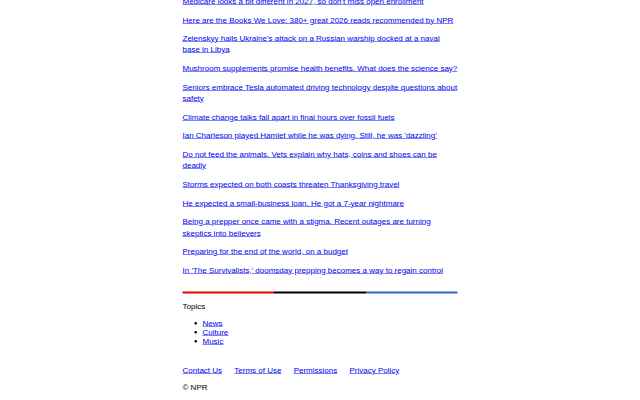 Medicare looks a bit different in 2027, so don't miss open enrollment
Here are the Books We Love: 380+ great 2026 reads recommended by NPR
Zelenskyy hails Ukraine's attack on a Russian warship docked at a naval
base in Libya
Mushroom supplements promise health benefits. What does the science say?
Seniors embrace Tesla automated driving technology despite questions about
safety
Climate change talks fall apart in final hours over fossil fuels
Ian Charleson played Hamlet while he was dying. Still, he was 'dazzling'
Do not feed the animals. Vets explain why hats, coins and shoes can be
deadly
Storms expected on both coasts threaten Thanksgiving travel
He expected a small-business loan. He got a 7-year nightmare
Being a prepper once came with a stigma. Recent outages are turning
skeptics into believers
Preparing for the end of the world, on a budget
In 'The Survivalists,' doomsday prepping becomes a way to regain control
Topics
News
Culture
Music
Contact Us Terms of Use Permissions Privacy Policy
© NPR